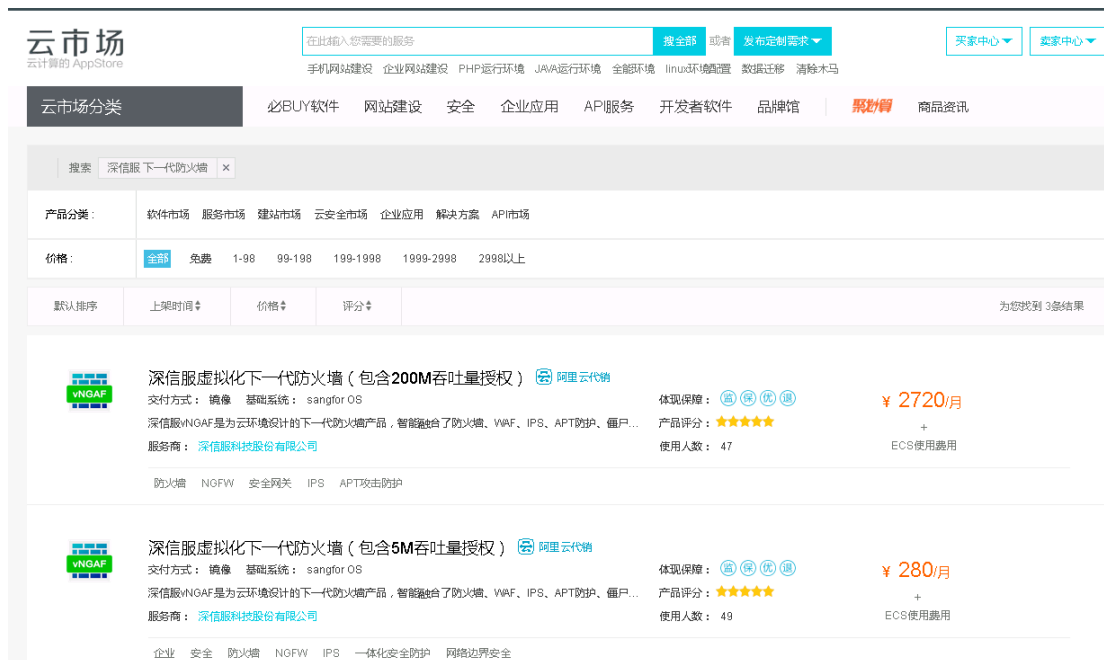 云市场
云计算的 AppStore
在此输入您需要的服务 搜全部 或者 发布定制需求 买家中心 卖家中心
手机网站建设 企业网站建设 PHP运行环境 JAVA运行环境 全能环境 linux环境配置 数据迁移 清除木马
云市场分类 必BUY软件 网站建设 安全 企业应用 API服务 开发者软件 品牌馆 聚划算 商品资讯
搜索 深信服 下一代防火墙 ×
产品分类 : 软件市场 服务市场 建站市场 云安全市场 企业应用 解决方案 API市场
价格 : 全部 免费 1-98 99-198 199-1998 1999-2998 2998以上
默认排序 上架时间 价格 评分 为您找到 3条结果
vNGAF
深信服虚拟化下一代防火墙（包含200M吞吐量授权） 阿里云代销
交付方式： 镜像 基础系统： sangfor OS 体现保障： 监 保 优 退 ¥ 2720/月
深信服vNGAF是为云环境设计的下一代防火墙产品，智能融合了防火墙、WAF、IPS、APT防护、僵尸... 产品评分： +
服务商： 深信服科技股份有限公司 使用人数： 47 ECS使用费用
防火墙 NGFW 安全网关 IPS APT攻击防护
vNGAF
深信服虚拟化下一代防火墙（包含5M吞吐量授权） 阿里云代销
交付方式： 镜像 基础系统： sangfor OS 体现保障： 监 保 优 退 ¥ 280/月
深信服vNGAF是为云环境设计的下一代防火墙产品，智能融合了防火墙、WAF、IPS、APT防护、僵尸... 产品评分： +
服务商： 深信服科技股份有限公司 使用人数： 49 ECS使用费用
企业 安全 防火墙 NGFW IPS 一体化安全防护 网络边界安全